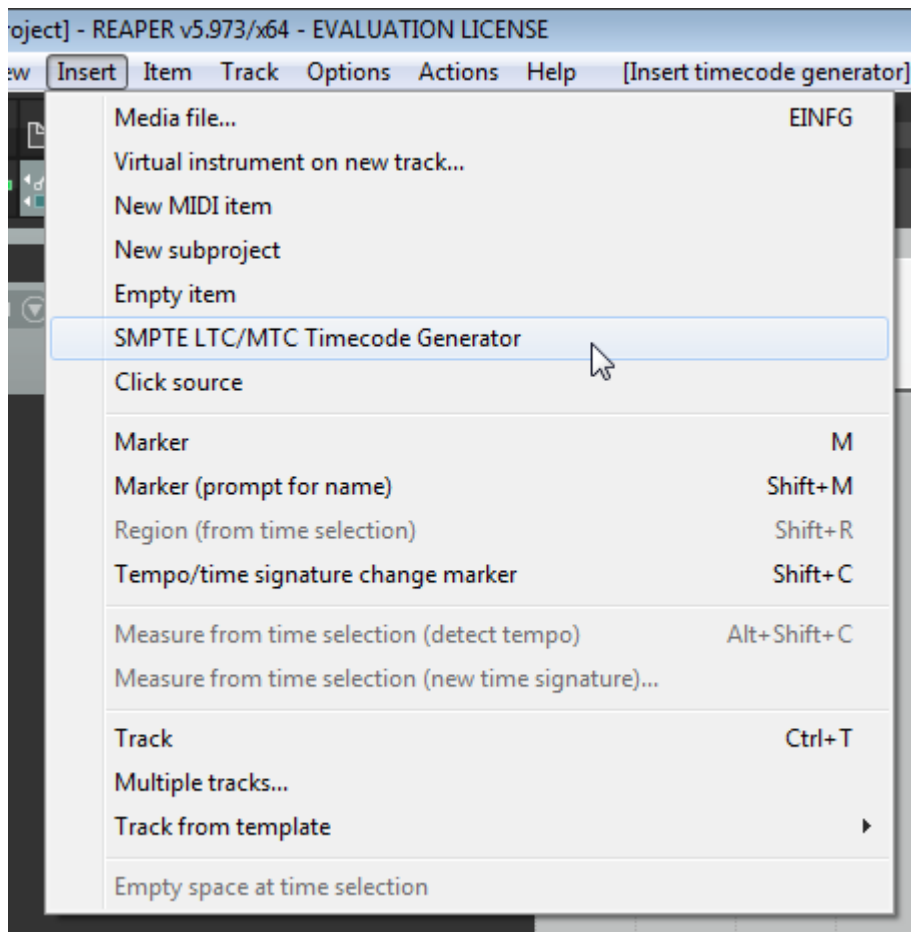 oject] - REAPER v5.973/x64 - EVALUATION LICENSE
ew Insert Item Track Options Actions Help [Insert timecode generator]
Media file... EINFG
Virtual instrument on new track...
New MIDI item
New subproject
Empty item
SMPTE LTC/MTC Timecode Generator
Click source
Marker M
Marker (prompt for name) Shift+M
Region (from time selection) Shift+R
Tempo/time signature change marker Shift+C
Measure from time selection (detect tempo) Alt+Shift+C
Measure from time selection (new time signature)...
Track Ctrl+T
Multiple tracks...
Track from template
Empty space at time selection